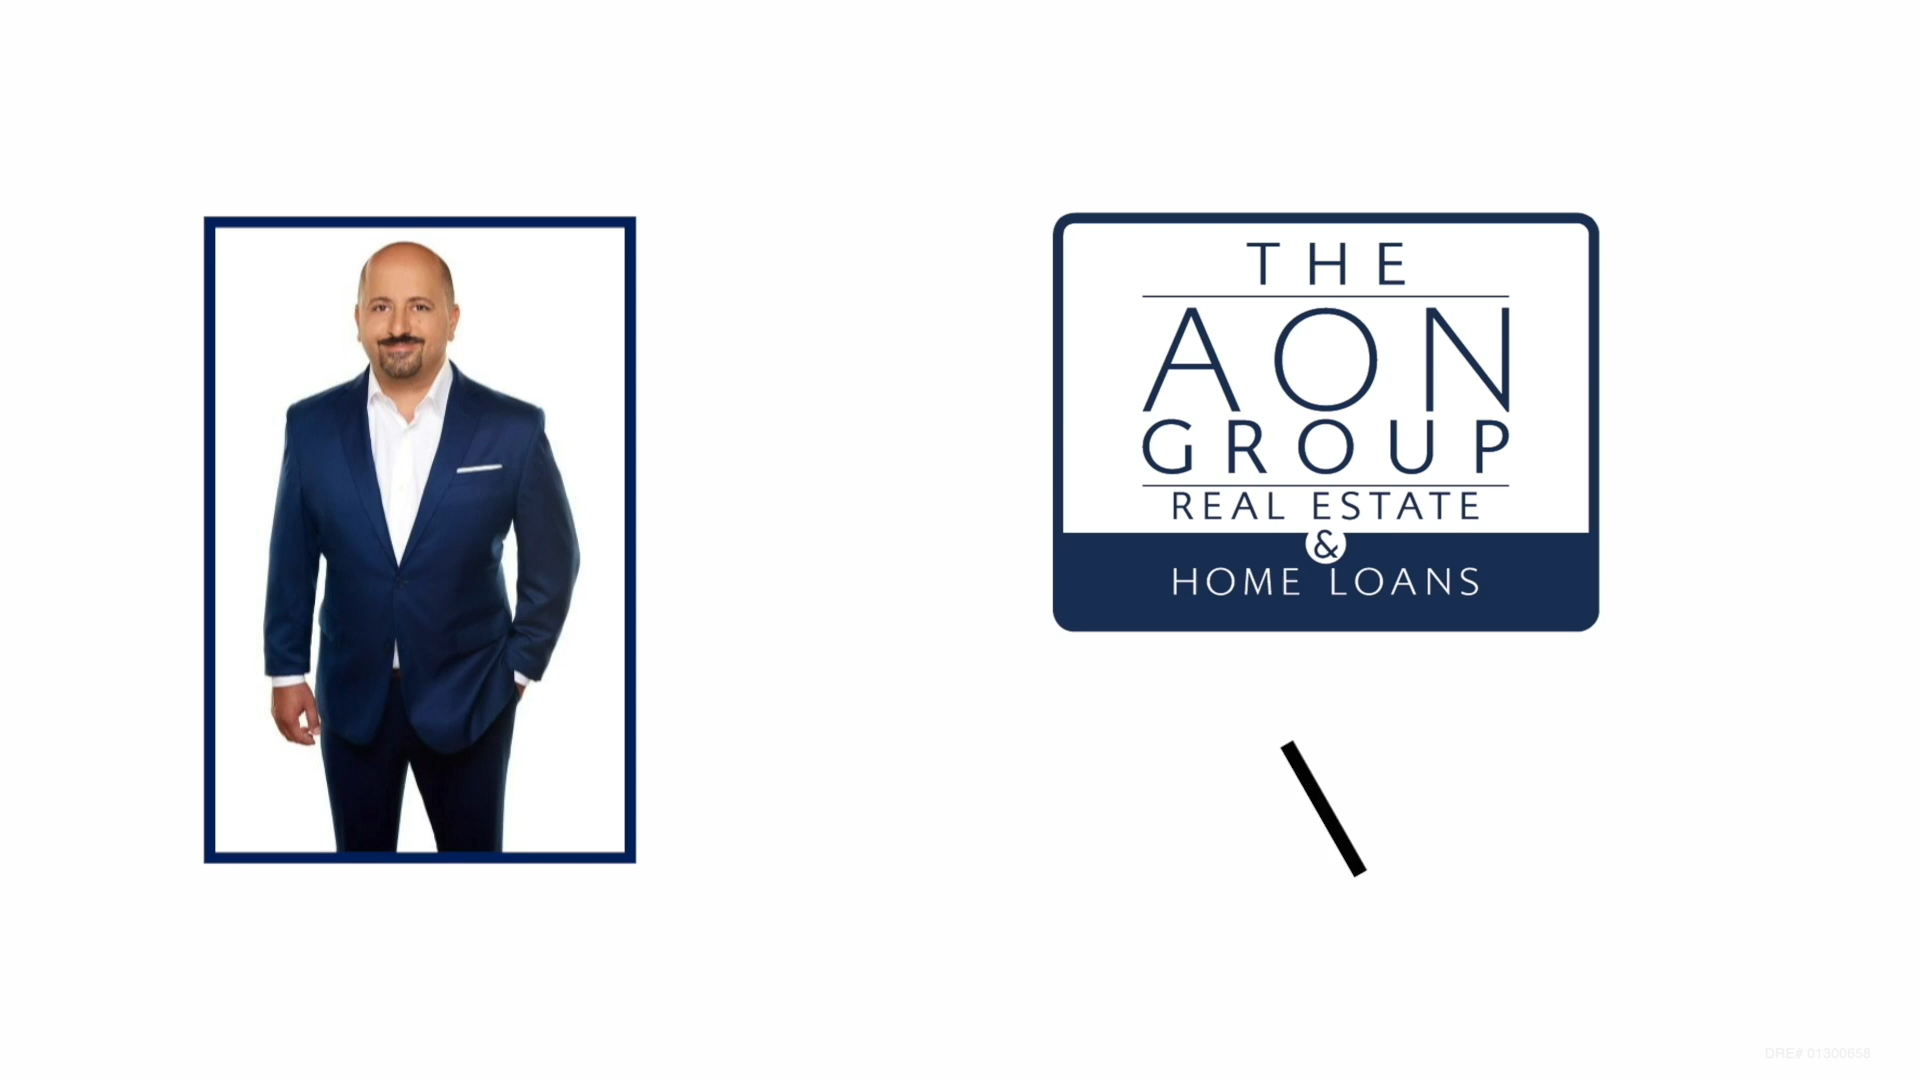 THE
AON
GROUP
REAL ESTATE
&
HOME LOANS
DRE# 01300658